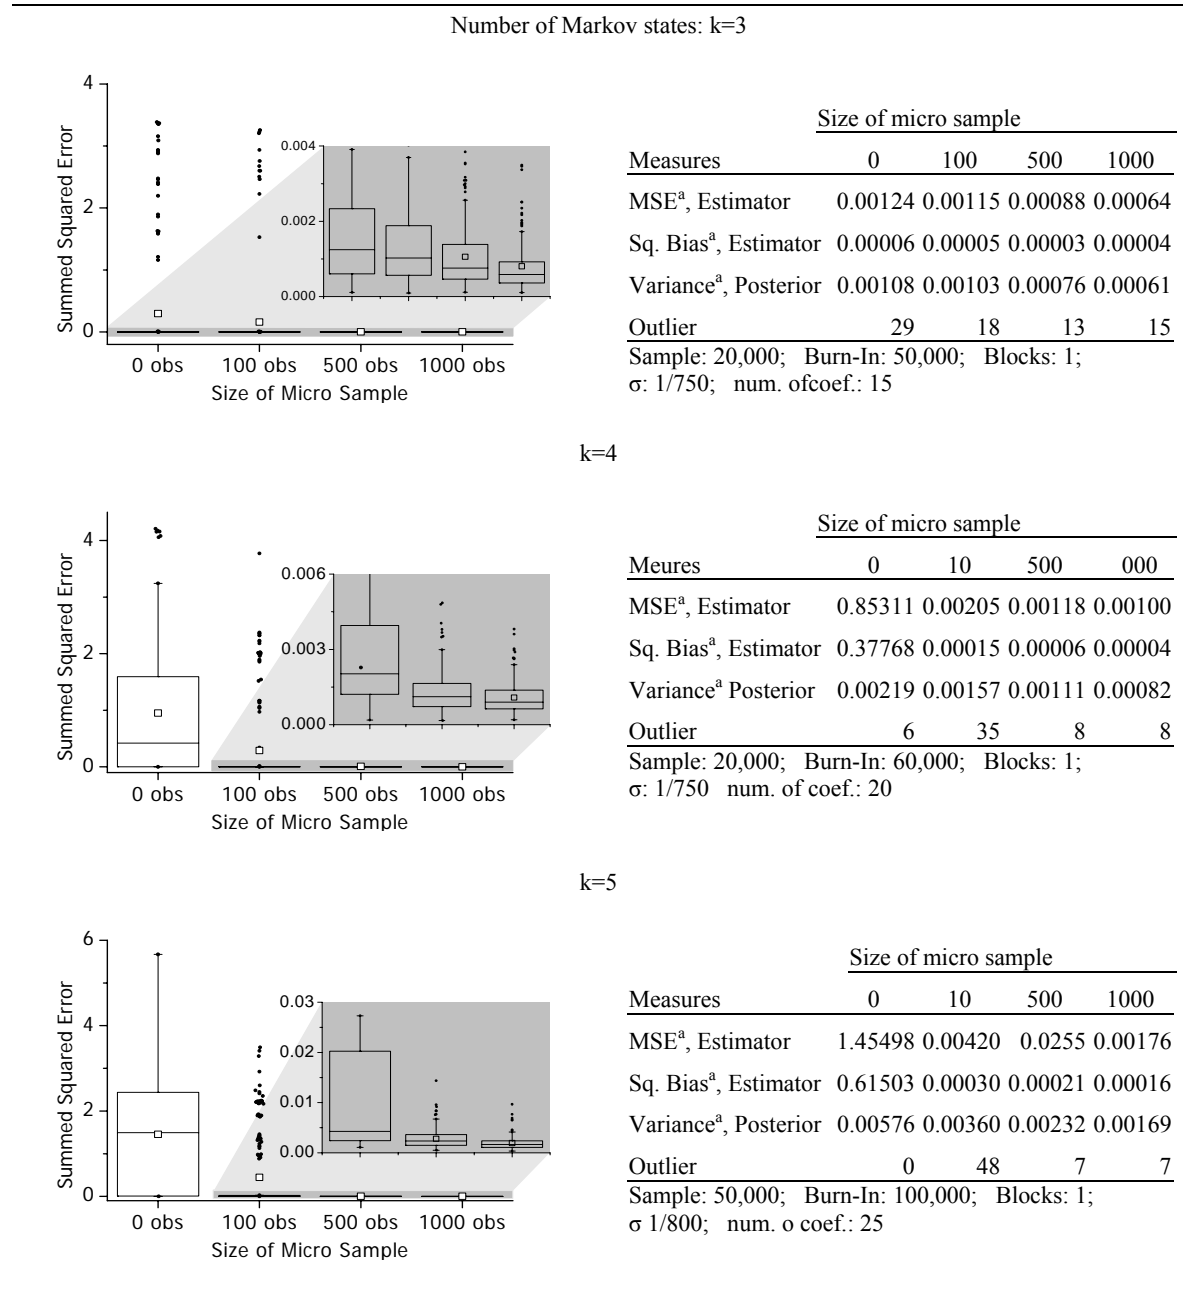 Number of Markov states: k=3
4
2
0
Summed Squared Error
0.004
0.002
0.000
0 obs 100 obs 500 obs 1000 obs
Size of Micro Sample
Size of micro sample
Measures 0 100 500 1000
MSEa, Estimator 0.00124 0.00115 0.00088 0.00064
Sq. Biasa, Estimator 0.00006 0.00005 0.00003 0.00004
Variancea, Posterior 0.00108 0.00103 0.00076 0.00061
Outlier 29 18 13 15
Sample: 20,000; Burn-In: 50,000; Blocks: 1;
σ: 1/750; num. ofcoef.: 15
k=4
4
2
0
Summed Squared Error
0.006
0.003
0.000
0 obs 100 obs 500 obs 1000 obs
Size of Micro Sample
Size of micro sample
Meures 0 10 500 000
MSEa, Estimator 0.85311 0.00205 0.00118 0.00100
Sq. Biasa, Estimator 0.37768 0.00015 0.00006 0.00004
Variancea Posterior 0.00219 0.00157 0.00111 0.00082
Outlier 6 35 8 8
Sample: 20,000; Burn-In: 60,000; Blocks: 1;
σ: 1/750 num. of coef.: 20
k=5
6
4
2
0
Summed Squared Error
0.03
0.02
0.01
0.00
0 obs 100 obs 500 obs 1000 obs
Size of Micro Sample
Size of micro sample
Measures 0 10 500 1000
MSEa, Estimator 1.45498 0.00420 0.0255 0.00176
Sq. Biasa, Estimator 0.61503 0.00030 0.00021 0.00016
Variancea, Posterior 0.00576 0.00360 0.00232 0.00169
Outlier 0 48 7 7
Sample: 50,000; Burn-In: 100,000; Blocks: 1;
σ 1/800; num. o coef.: 25